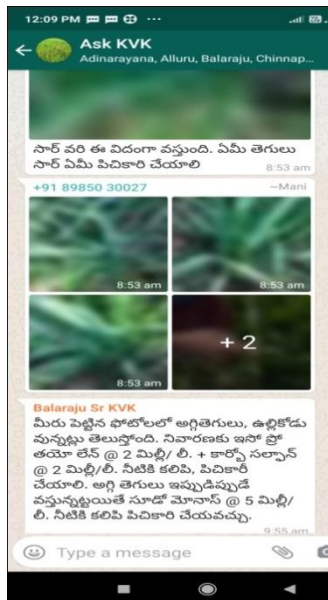 12:09 PM
Ask KVK
Adinarayana, Alluru, Balaraju, Chinnap...
సార్ వరి ఈ విదంగా వస్తుంది. ఏమీ తెగులు
సార్ ఏమీ పిచికారి చేయాలి
8:53 am
+91 89850 30027 ~Mani
8:53 am 8:53 am
8:53 am + 2
Balaraju Sr KVK
మీరు పెట్టిన ఫోటోలలో అగ్గితెగులు, ఉల్లికోడు
వున్నట్లు తెలుస్తోంది. నివారణకు ఇసో ప్రో
తయో లేన్ @ 2 మిల్లీ/ లీ. + కార్బో సల్ఫాన్
@ 2 మిల్లీ/లీ. నీటికి కలిపి, పిచికారీ
చేయాలి. అగ్గి తెగులు ఇప్పుడిప్పుడే
వస్తున్నట్లయితే సూడో మోనాస్ @ 5 మిల్లీ/
లీ. నీటికి కలిపి పిచికారి చేయవచ్చు.
9:55 am
Type a message